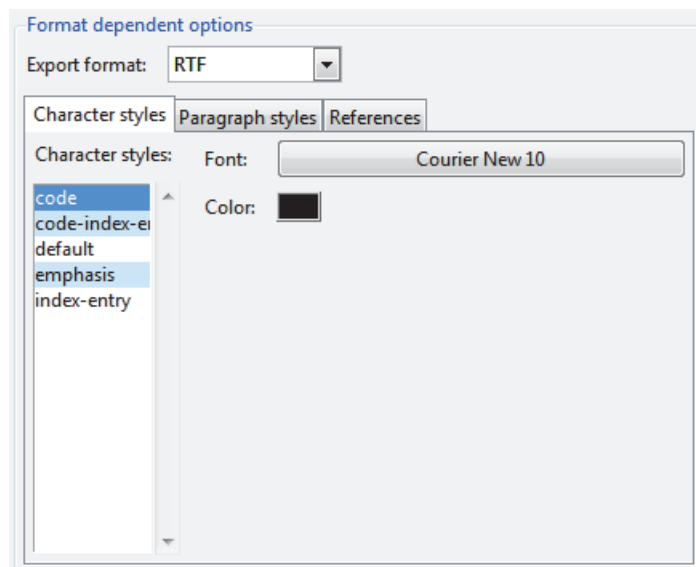 Format dependent options
Export format: RTF
Character styles Paragraph styles References
Character styles: Font: Courier New 10
code
Color:
code-index-e
default
emphasis
index-entry